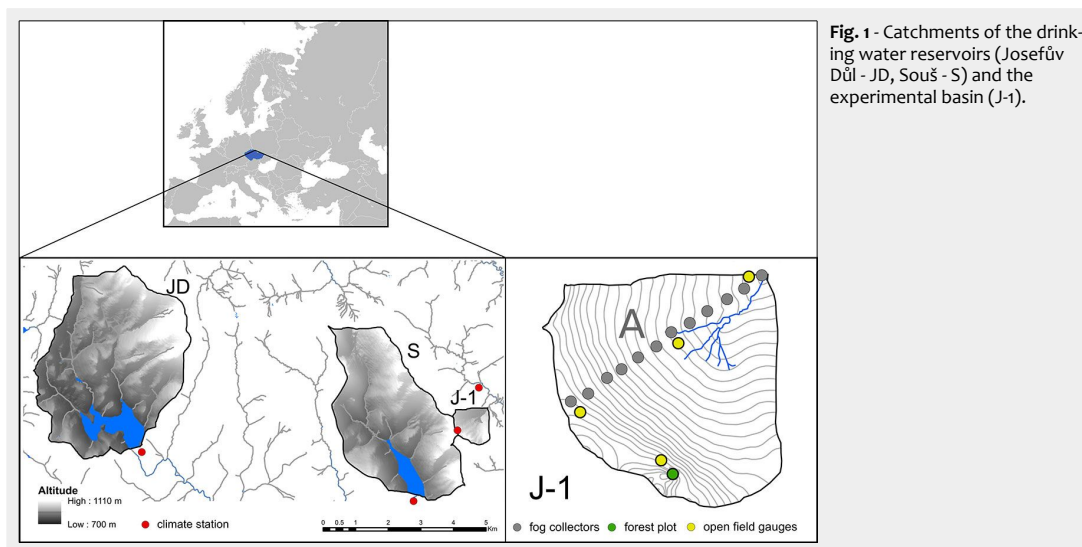 Fig. 1 - Catchments of the drink-
ing water reservoirs (Josefův
Důl - JD, Souš - S) and the
experimental basin (J-1).
JD
S
J-1
Altitude
High : 1110 m
Low : 700 m
climate station
0 0.5 1 2 3 4 5
Km
A
J-1
fog collectors forest plot open field gauges